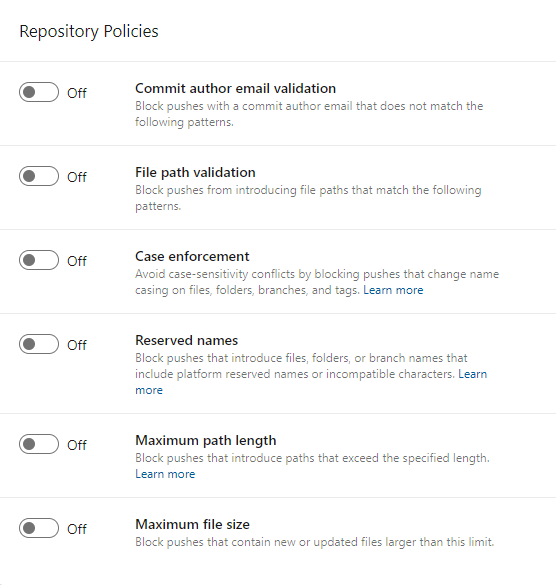 Repository Policies
Off
Commit author email validation
Block pushes with a commit author email that does not match the
following patterns.
Off
File path validation
Block pushes from introducing file paths that match the following
patterns.
Off
Case enforcement
Avoid case-sensitivity conflicts by blocking pushes that change name
casing on files, folders, branches, and tags. Learn more
Off
Reserved names
Block pushes that introduce files, folders, or branch names that
include platform reserved names or incompatible characters. Learn
more
Off
Maximum path length
Block pushes that introduce paths that exceed the specified length.
Learn more
Off
Maximum file size
Block pushes that contain new or updated files larger than this limit.